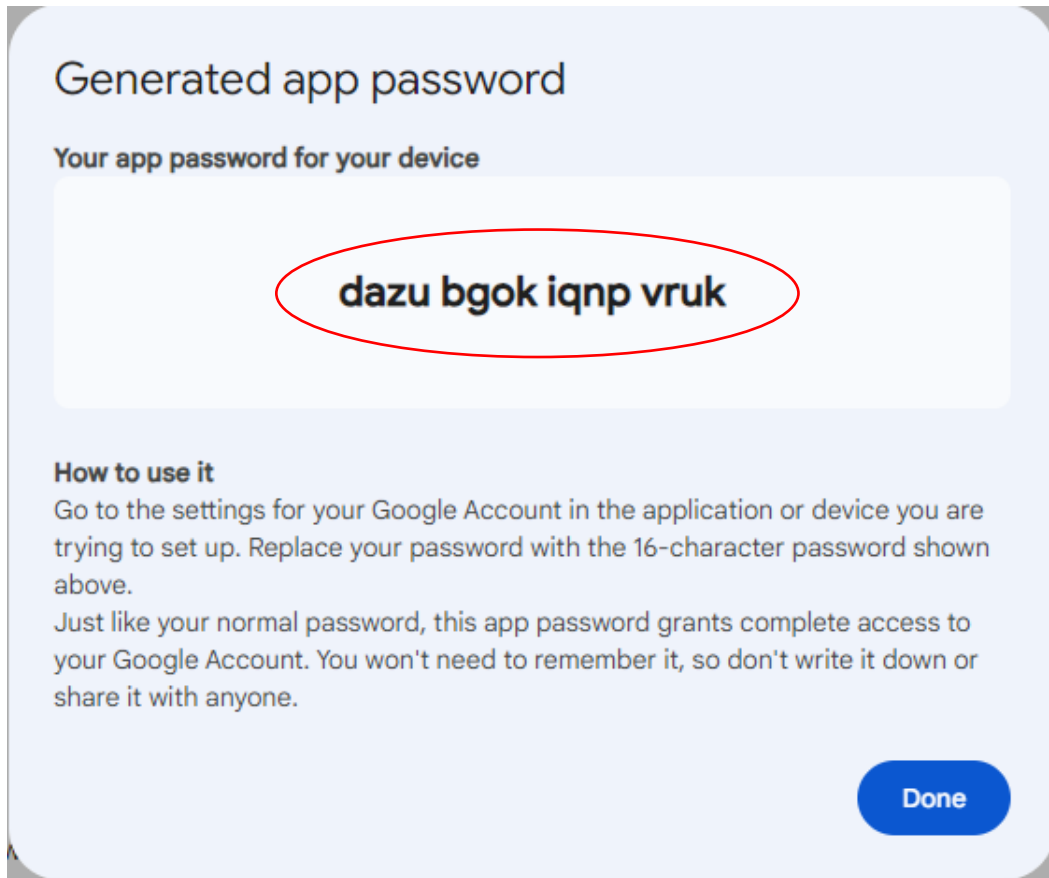 Generated app password
Your app password for your device
dazu bgok iqnp vruk
How to use it
Go to the settings for your Google Account in the application or device you are
trying to set up. Replace your password with the 16-character password shown
above.
Just like your normal password, this app password grants complete access to
your Google Account. You won't need to remember it, so don't write it down or
share it with anyone.
Done